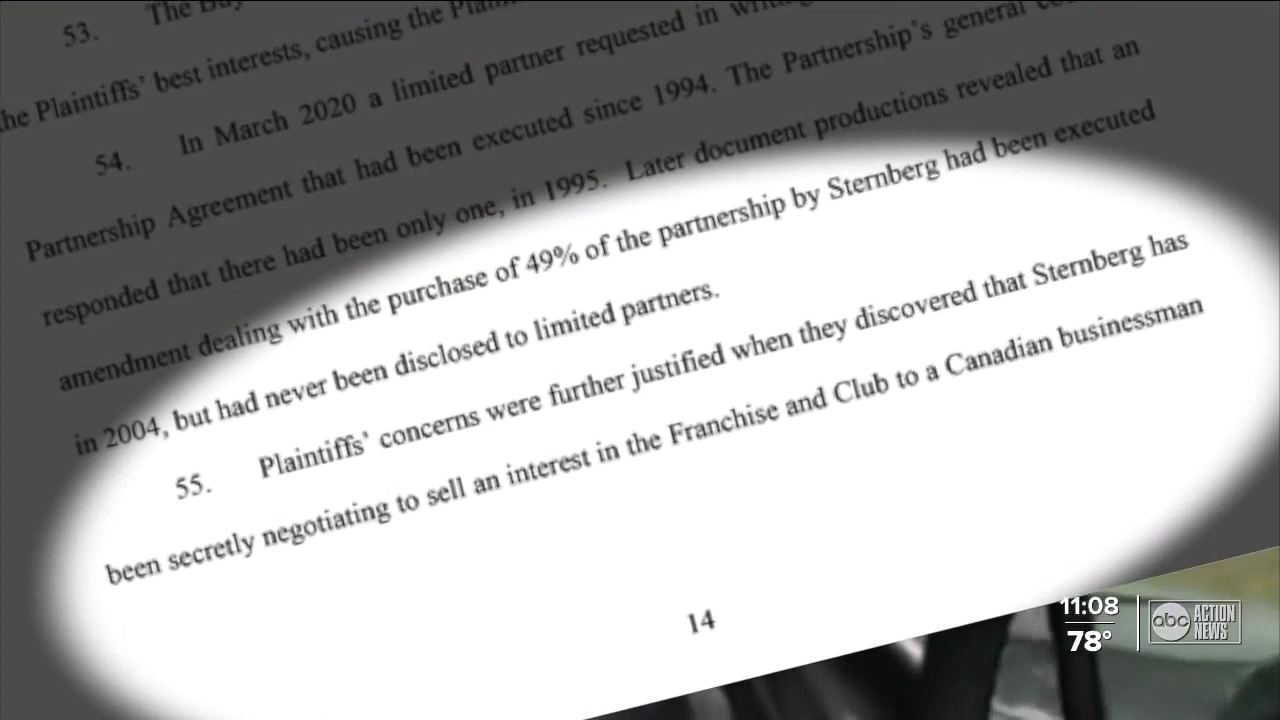 53. The
the Plaintiffs' best interests, causing the
54. In March 2020 a limited partner requested in
Partnership Agreement that had been executed since 1994. The Partnership's general
responded that there had been only one, in 1995. Later document productions revealed that an
amendment dealing with the purchase of 49% of the partnership by Sternberg had been executed
in 2004, but had never been disclosed to limited partners.
55. Plaintiffs' concerns were further justified when they discovered that Sternberg has
been secretly negotiating to sell an interest in the Franchise and Club to a Canadian businessman
14
11:08
78°
abc ACTION
NEWS